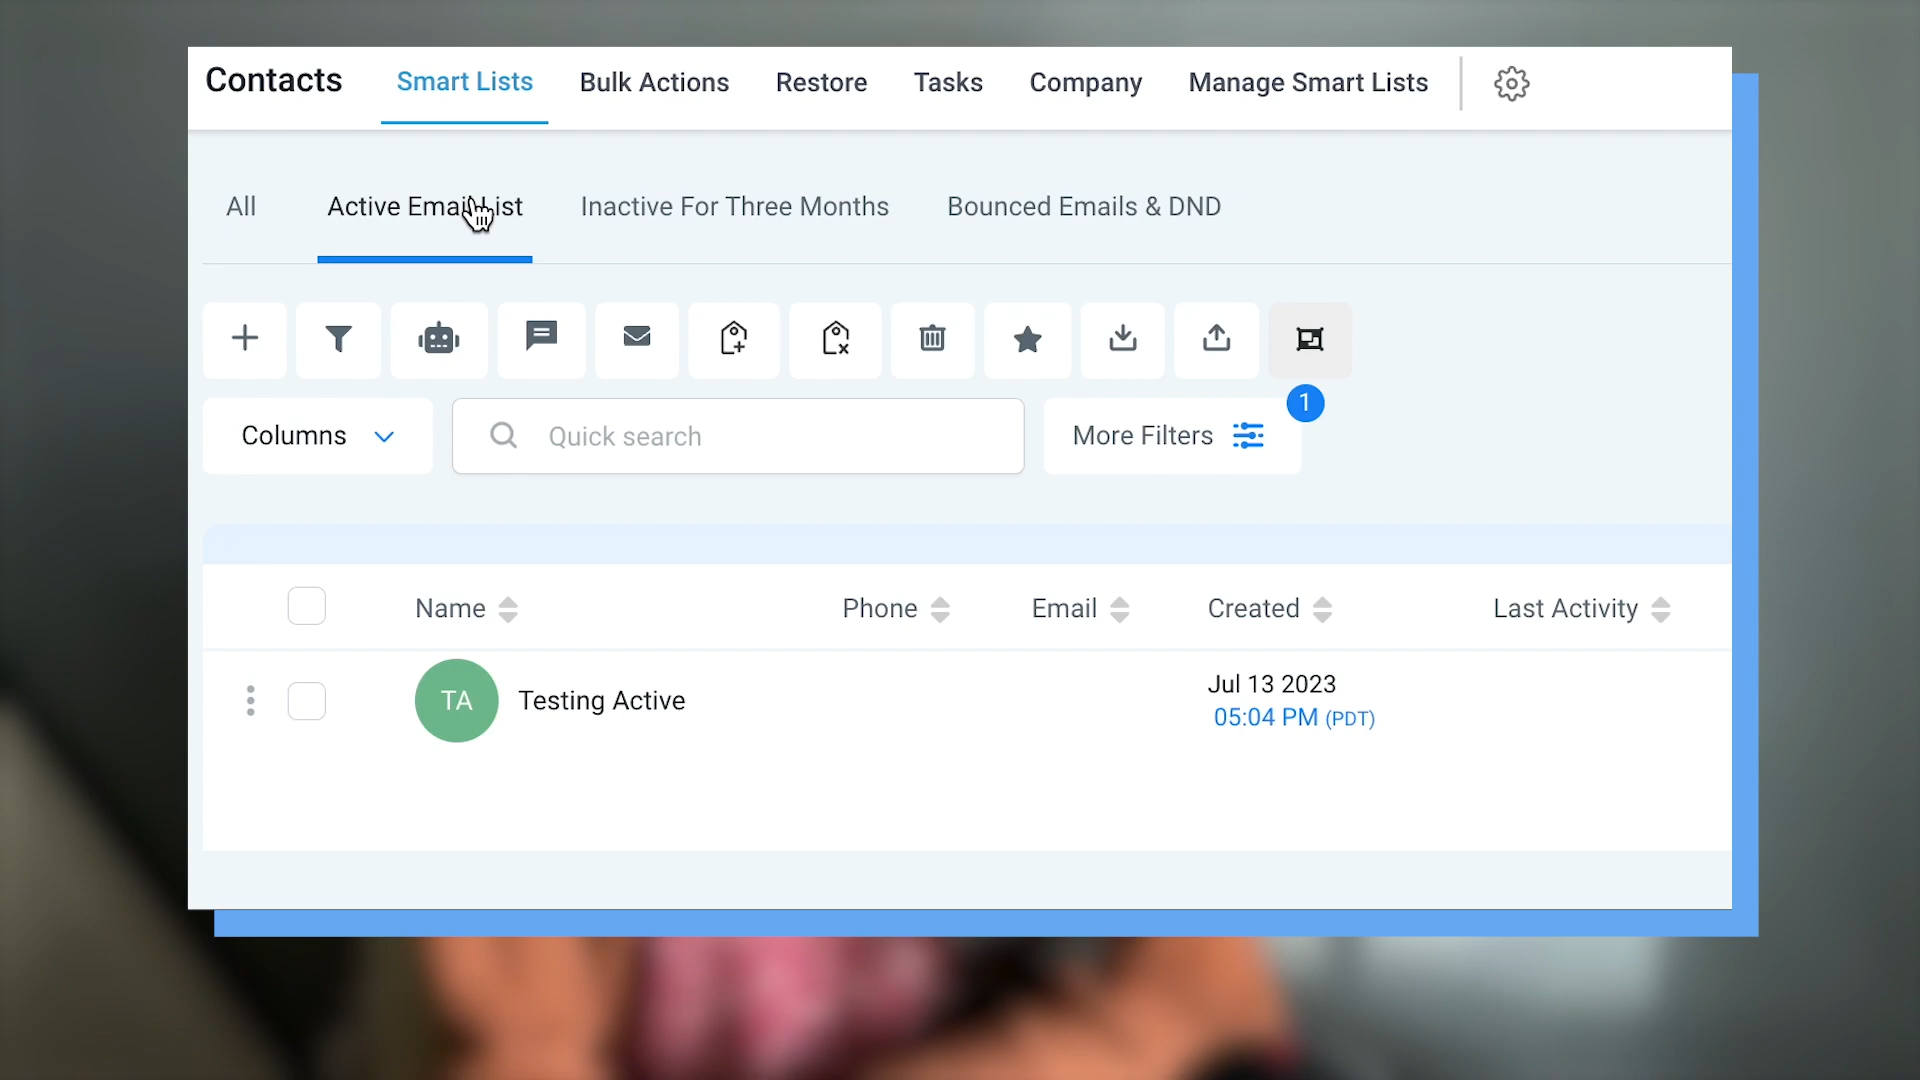 Contacts Smart Lists Bulk Actions Restore Tasks Company Manage Smart Lists
All Active Email List Inactive For Three Months Bounced Emails & DND
1
Columns Quick search More Filters
Name Phone Email Created Last Activity
TA Testing Active Jul 13 2023
05:04 PM (PDT)